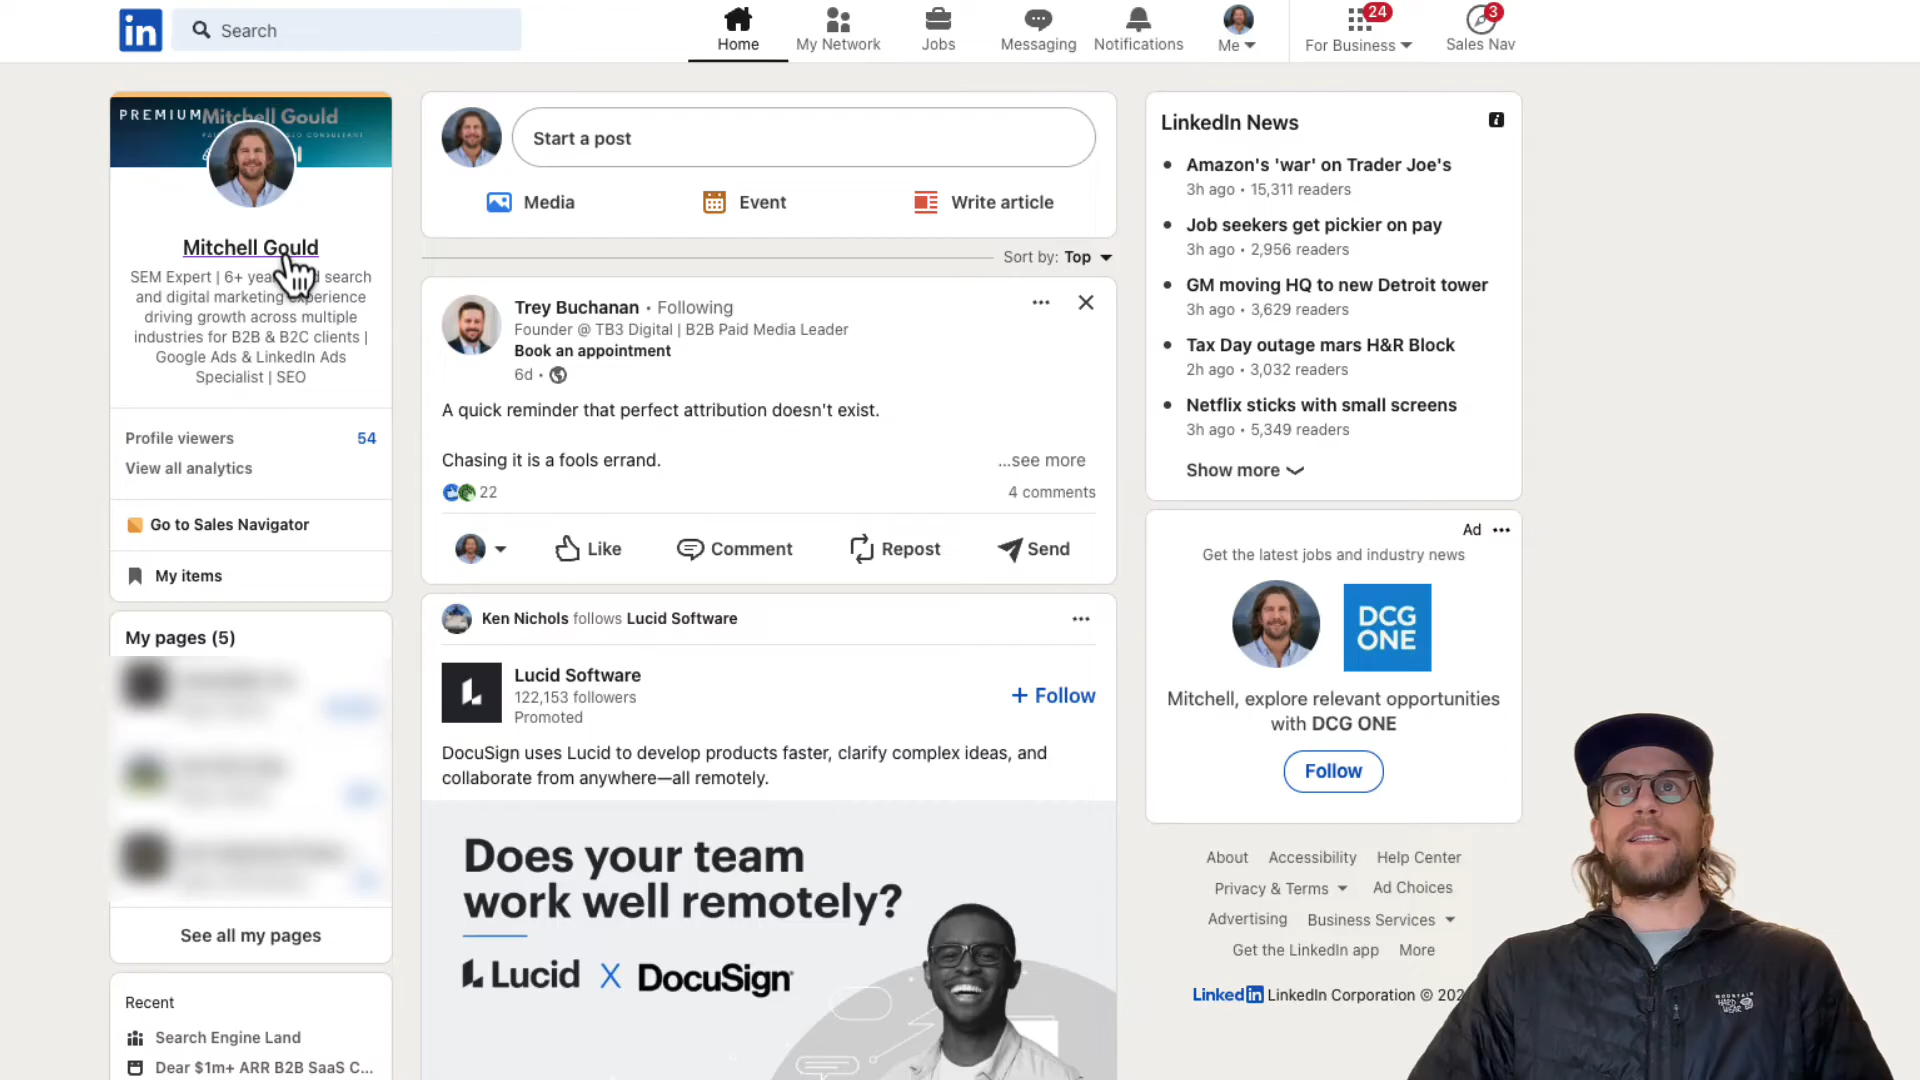 in
Search
Home
My Network
Jobs
Messaging
Notifications
Me
24
For Business
3
Sales Nav
PREMIUM
Mitchell Gould
Mitchell Gould
SEM Expert | 6+ search
and digital marketing
driving growth across multiple
industries for B2B & B2C clients |
Google Ads & LinkedIn Ads
Specialist | SEO
Profile viewers 54
View all analytics
Go to Sales Navigator
My items
My pages (5)
See all my pages
Recent
Search Engine Land
Dear $1m+ ARR B2B SaaS C...
Start a post
Media
Event
Write article
Sort by: Top
Trey Buchanan • Following
Founder @ TB3 Digital | B2B Paid Media Leader
Book an appointment
6d •
A quick reminder that perfect attribution doesn't exist.
Chasing it is a fools errand.
...see more
22
4 comments
Like
Comment
Repost
Send
Ken Nichols follows Lucid Software
Lucid Software
122,153 followers
Promoted
+ Follow
DocuSign uses Lucid to develop products faster, clarify complex ideas, and
collaborate from anywhere—all remotely.
Does your team
work well remotely?
Lucid X DocuSign
LinkedIn News
Amazon's 'war' on Trader Joe's
3h ago • 15,311 readers
Job seekers get pickier on pay
3h ago • 2,956 readers
GM moving HQ to new Detroit tower
3h ago • 3,629 readers
Tax Day outage mars H&R Block
2h ago • 3,032 readers
Netflix sticks with small screens
3h ago • 5,349 readers
Show more
Ad
Get the latest jobs and industry news
DCG
ONE
Mitchell, explore relevant opportunities
with DCG ONE
Follow
About Accessibility Help Center
Privacy & Terms Ad Choices
Advertising Business Services
Get the LinkedIn app More
LinkedIn LinkedIn Corporation © 202
MOUNTAIN
HARD
WEAR